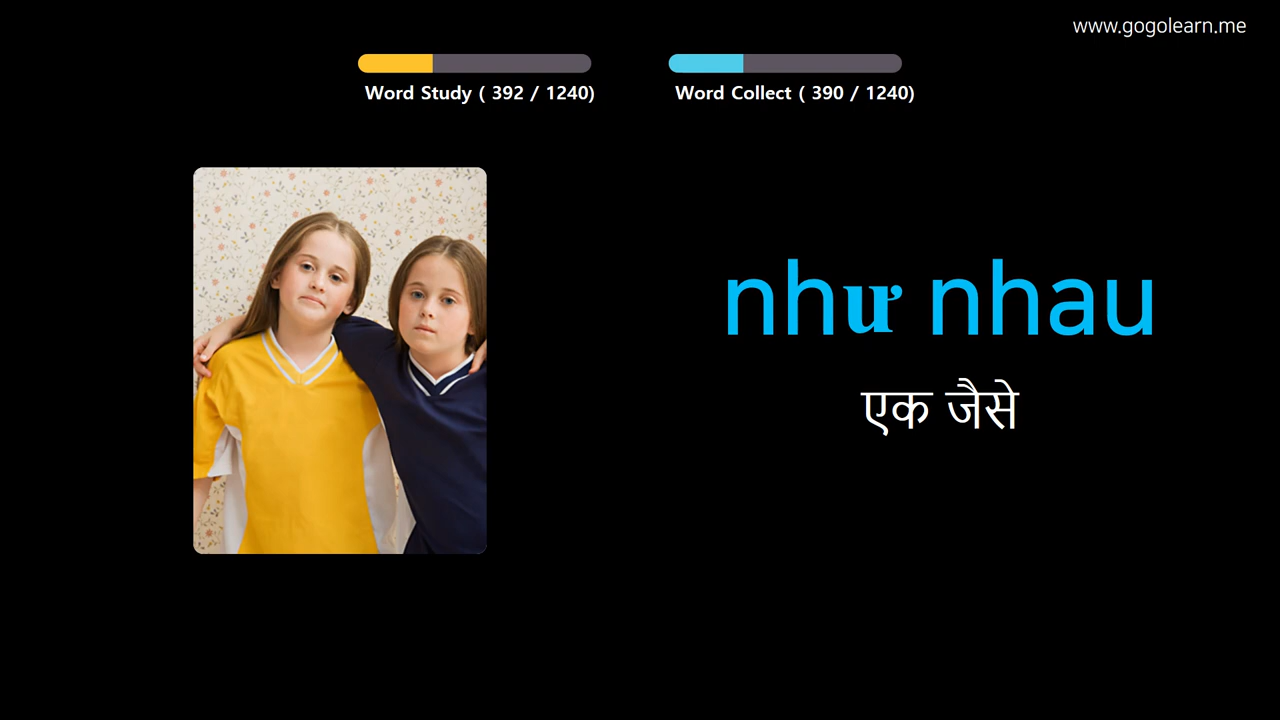 www.gogolearn.me
Word Study ( 392 / 1240)
Word Collect ( 390 / 1240)
như nhau
एक जैसे